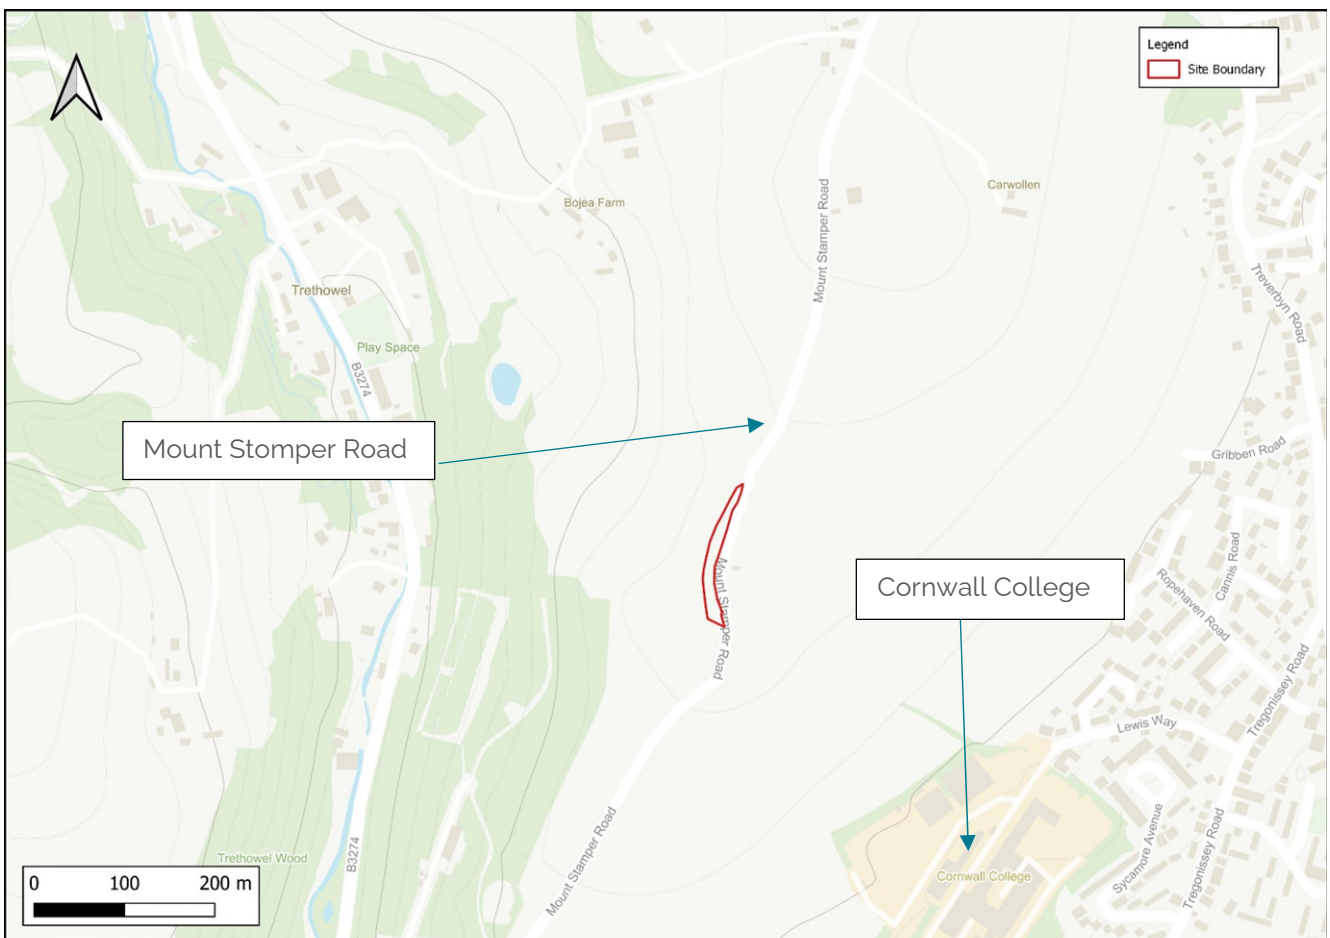 Legend
Site Boundary
Mount Stamper Road
Carwollen
Bojea Farm
Treverbyn Road
Trethowel
Play Space
B3274
Mount Stomper Road
Gribben Road
Cannis Road
Ropehaven Road
Mount Stamper Road
Cornwall College
Tregonissey Road
Lewis Way
Mount Stamper Road
Sycamore Avenue
Tregonissey Road
B3274
Trethowel Wood
Cornwall College
0 100 200 m